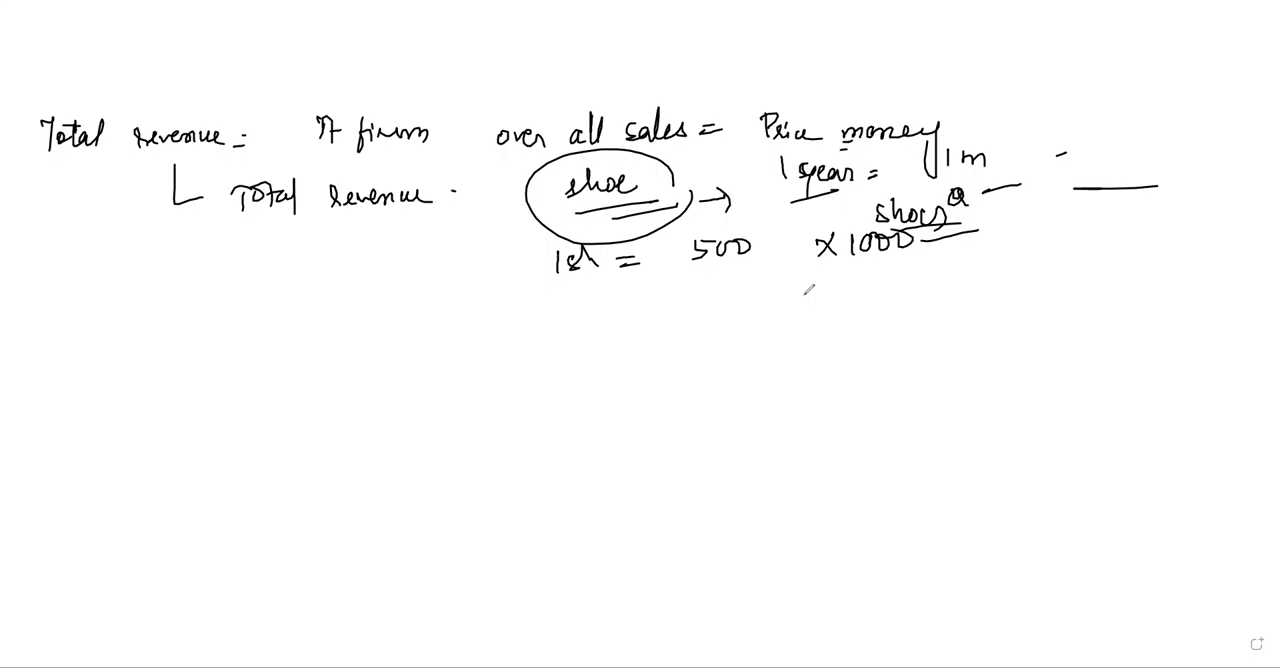 Total revenue = A firm over all sales = Price money
Total revenue - shoe → 1 year = 1m -
shoes Q
1sh = 500 × 1000